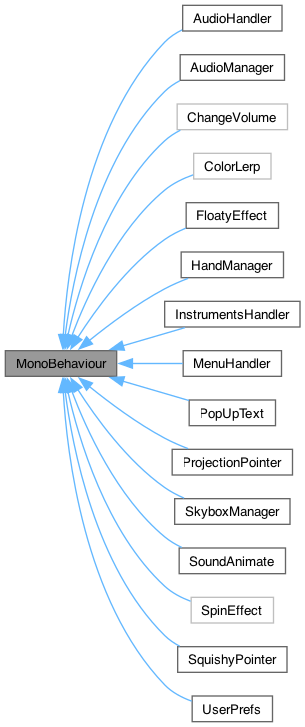 AudioHandler
AudioManager
ChangeVolume
ColorLerp
FloatyEffect
HandManager
InstrumentsHandler
MonoBehaviour
MenuHandler
PopUpText
ProjectionPointer
SkyboxManager
SoundAnimate
SpinEffect
SquishyPointer
UserPrefs